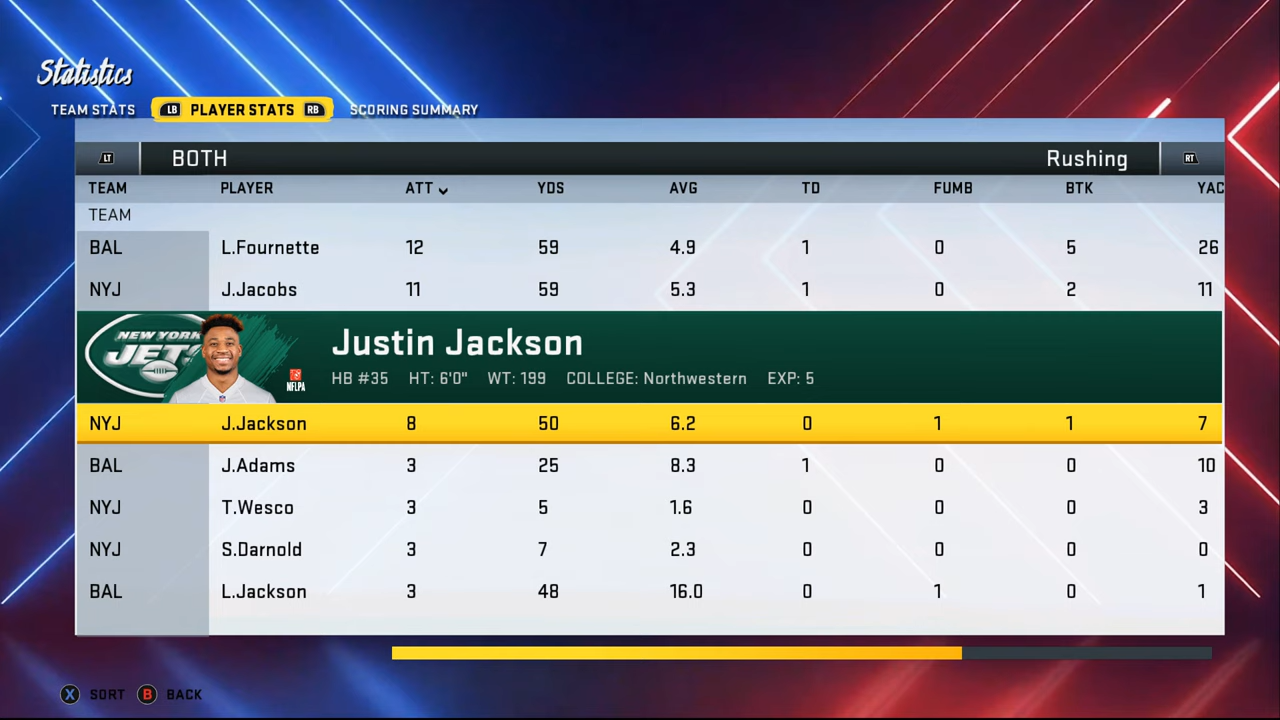 Statistics
TEAM STATS LB PLAYER STATS RB SCORING SUMMARY
LT BOTH Rushing RT
TEAM PLAYER ATT YDS AVG TD FUMB BTK YAC
TEAM
BAL L.Fournette 12 59 4.9 1 0 5 26
NYJ J.Jacobs 11 59 5.3 1 0 2 11
NEW YORK
JETS
NFLPA
Justin Jackson
HB #35 HT: 6'0" WT: 199 COLLEGE: Northwestern EXP: 5
NYJ J.Jackson 8 50 6.2 0 1 1 7
BAL J.Adams 3 25 8.3 1 0 0 10
NYJ T.Wesco 3 5 1.6 0 0 0 3
NYJ S.Darnold 3 7 2.3 0 0 0 0
BAL L.Jackson 3 48 16.0 0 1 0 1
X SORT B BACK